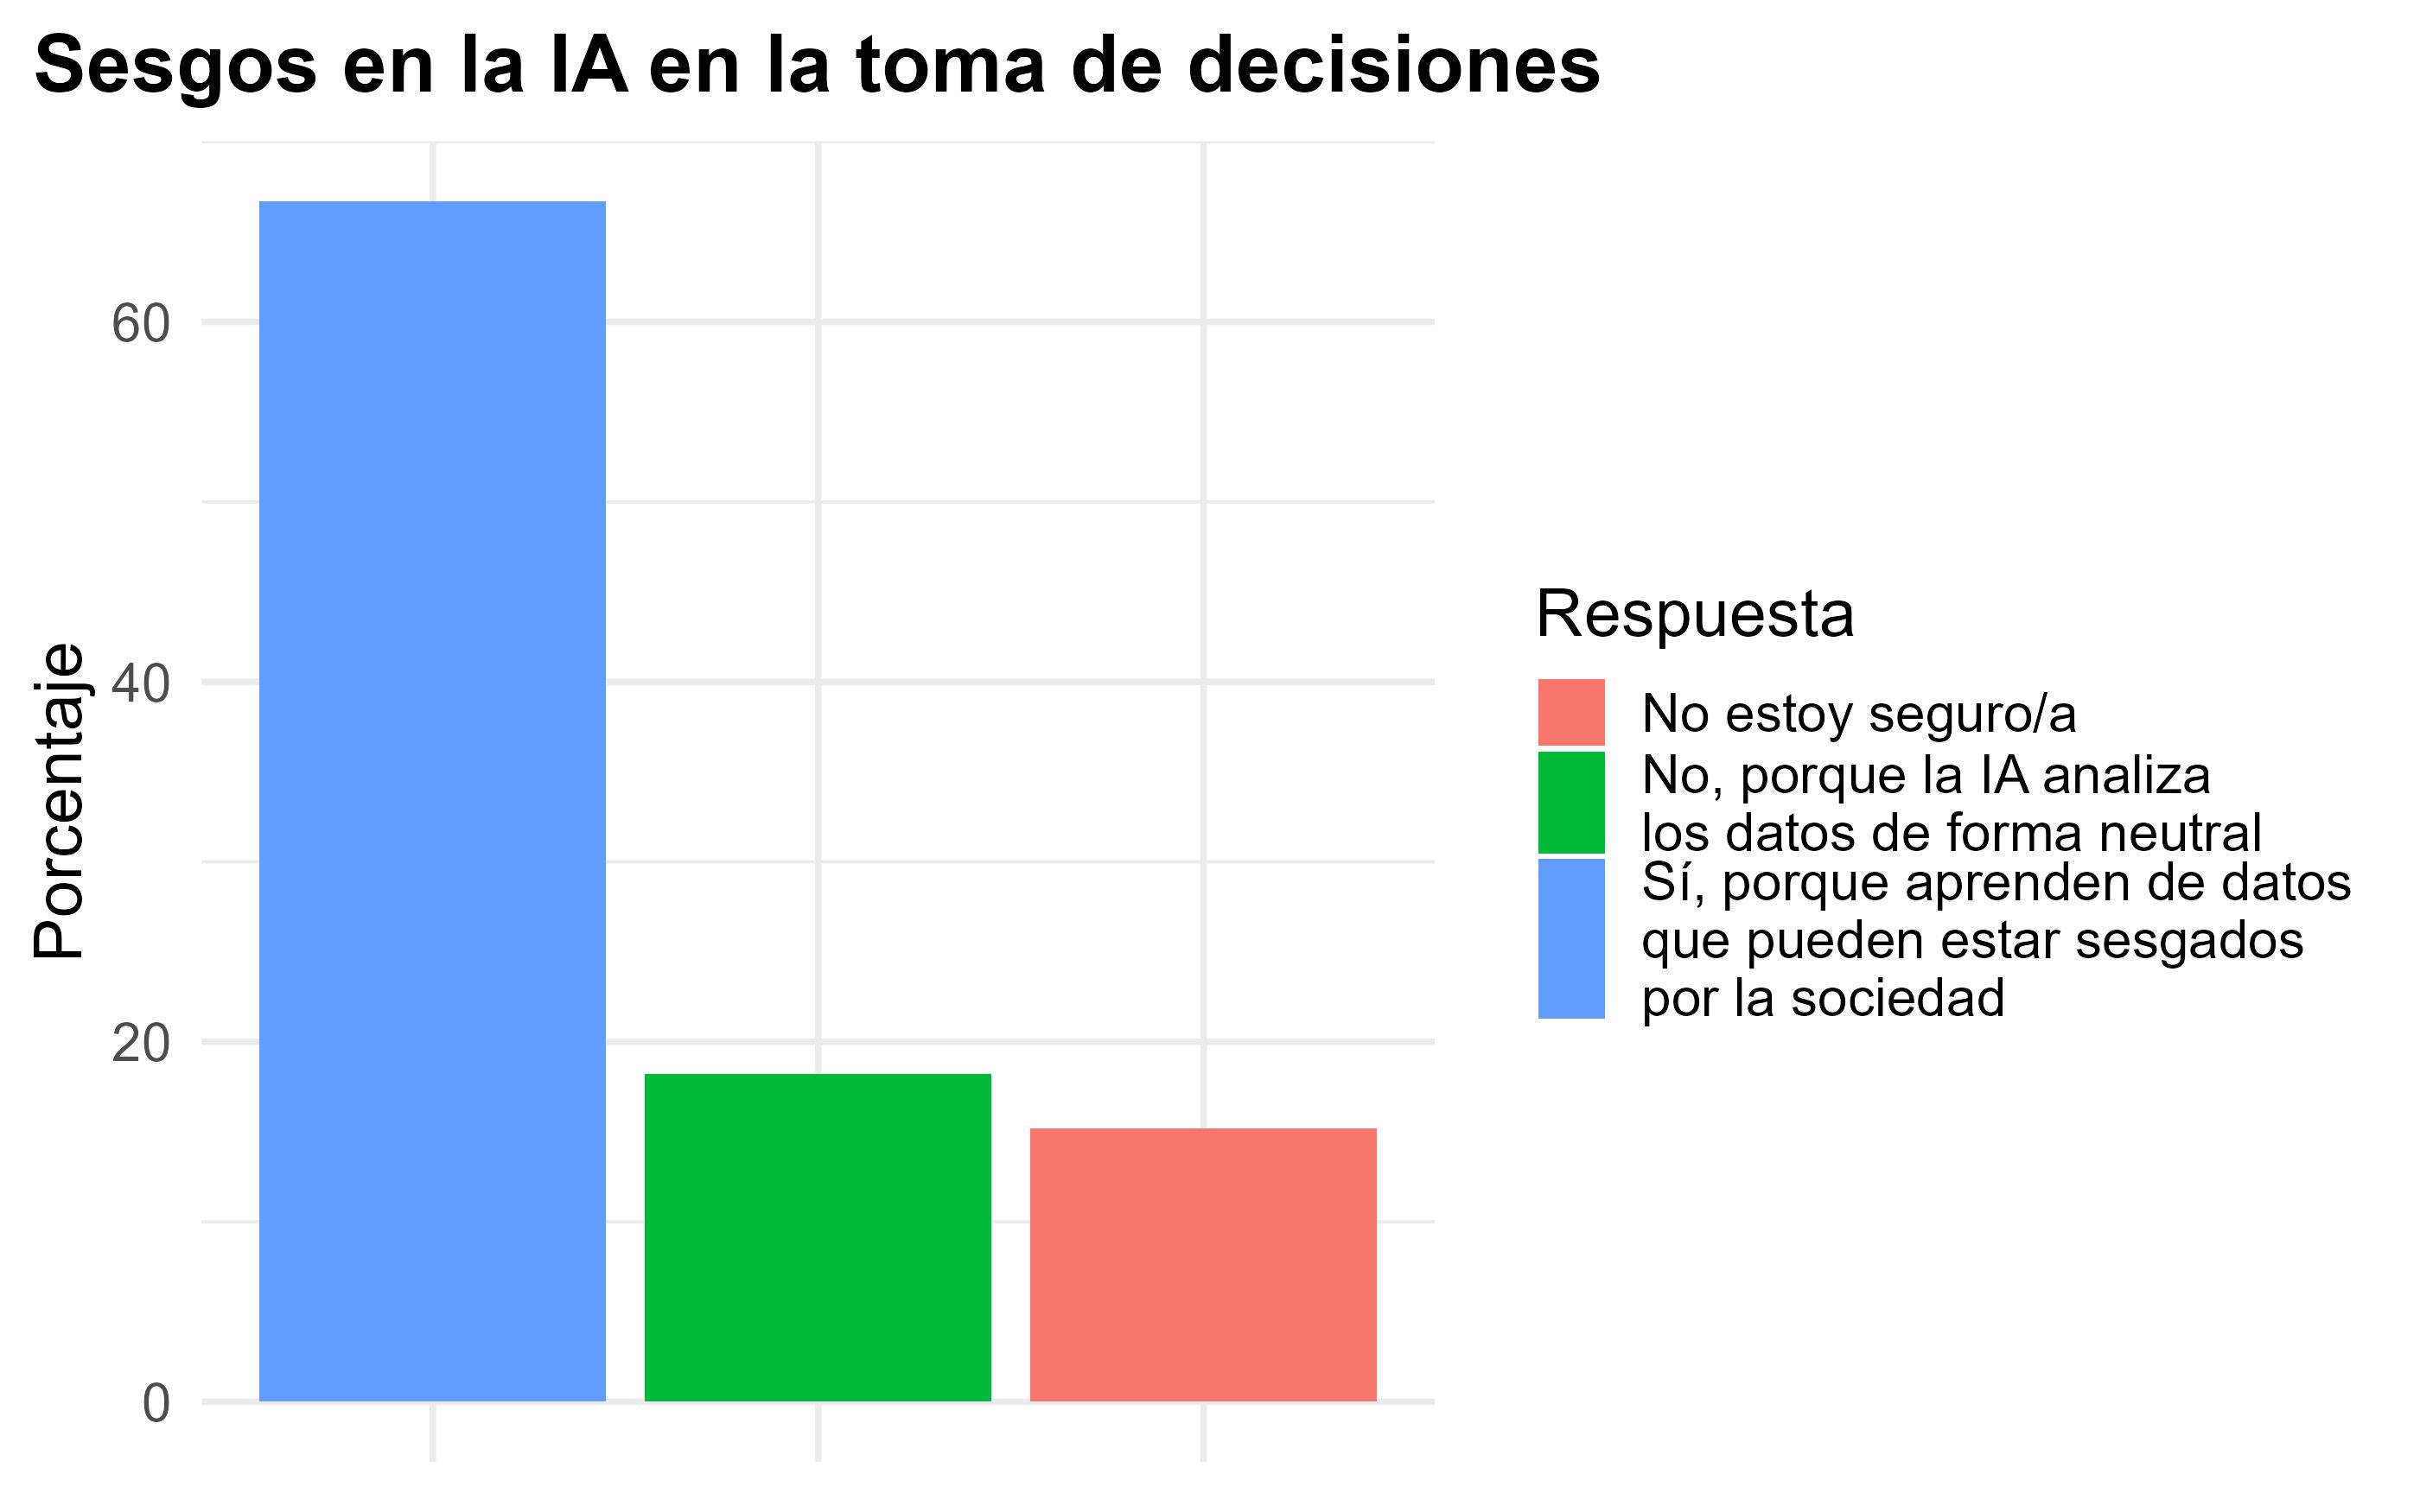 Sesgos en la IA en la toma de decisiones
Porcentaje
60
40
20
0
Respuesta
No estoy seguro/a
No, porque la IA analiza
los datos de forma neutral
Sí, porque aprenden de datos
que pueden estar sesgados
por la sociedad